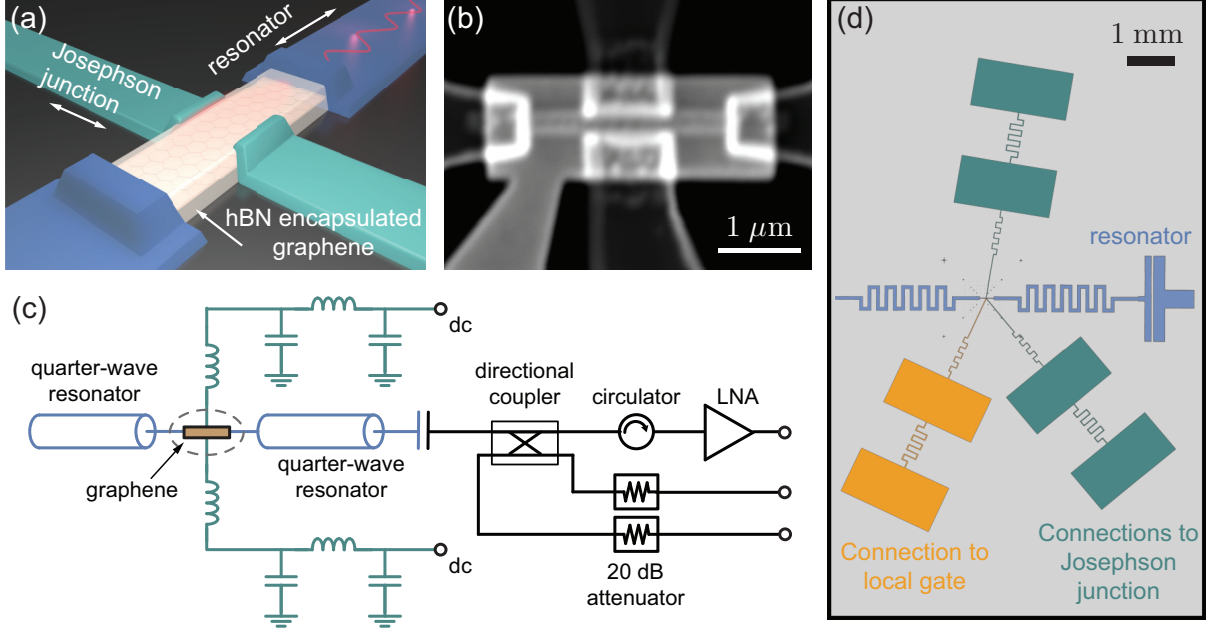 (a)
Josephson
junction
resonator
hBN encapsulated
graphene
(b)
1 μm
(c)
dc
quarter-wave
resonator
graphene
quarter-wave
resonator
directional
coupler
circulator
LNA
20 dB
attenuator
dc
(d)
1 mm
resonator
Connection to
local gate
Connections to
Josephson
junction